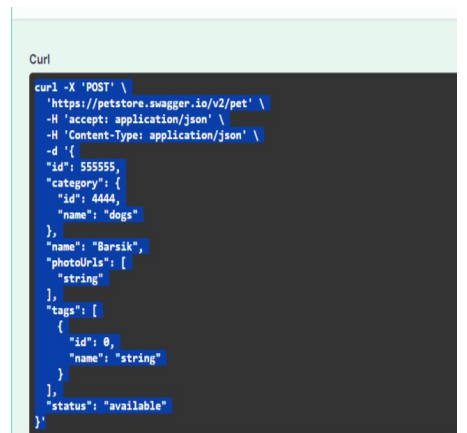 Curl
curl -X 'POST' \
  'https://petstore.swagger.io/v2/pet' \
  -H 'accept: application/json' \
  -H 'Content-Type: application/json' \
  -d '{
  "id": 555555,
  "category": {
    "id": 4444,
    "name": "dogs"
  },
  "name": "Barsik",
  "photoUrls": [
    "string"
  ],
  "tags": [
    {
      "id": 0,
      "name": "string"
    }
  ],
  "status": "available"
}'